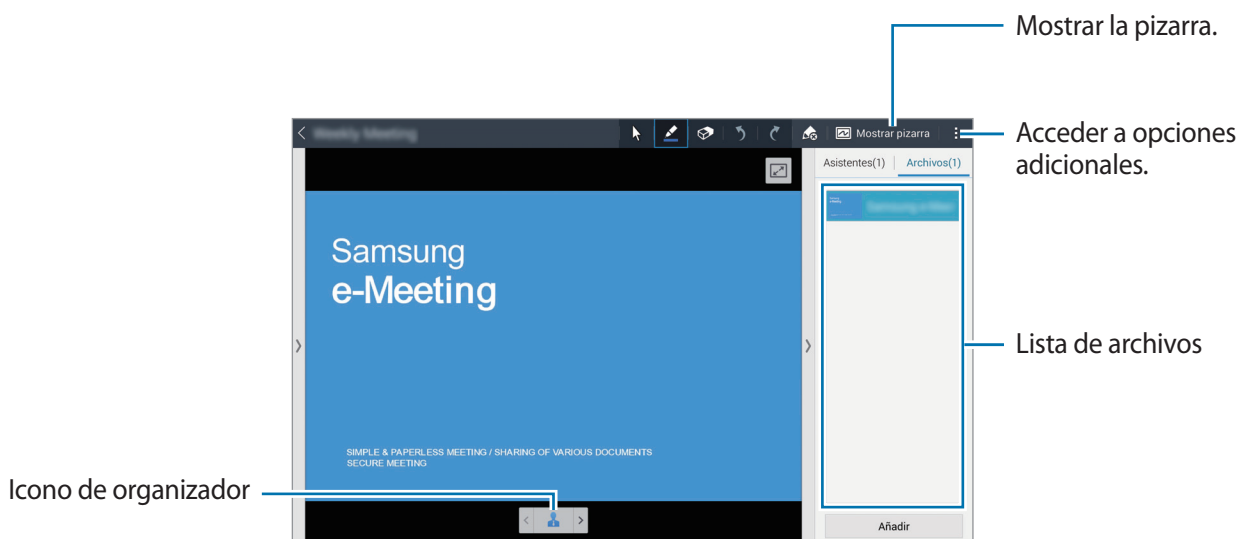 Mostrar la pizarra.
Mostrar pizarra
Acceder a opciones
adicionales.
Asistentes(1)
Archivos(1)
Samsung
e-Meeting
Lista de archivos
SIMPLE & PAPERLESS MEETING / SHARING OF VARIOUS DOCUMENTS
SECURE MEETING
Icono de organizador
Añadir